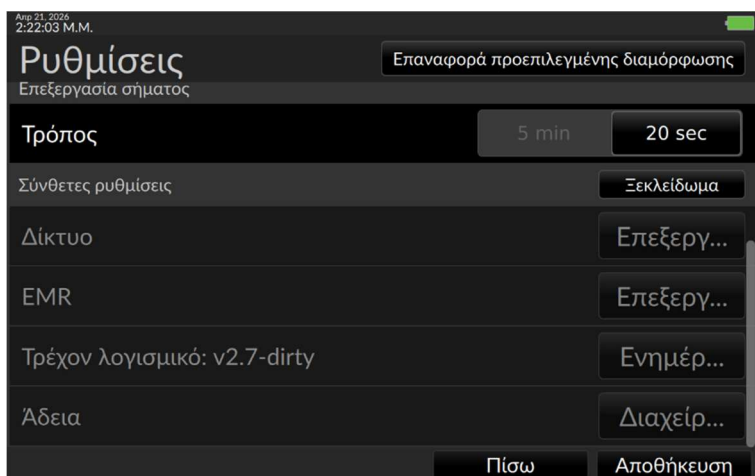 Απρ 21, 2026
2:22:03 Μ.Μ.
Ρυθμίσεις
Επαναφορά προεπιλεγμένης διαμόρφωσης
Επεξεργασία σήματος
Τρόπος
5 min
20 sec
Σύνθετες ρυθμίσεις
Ξεκλείδωμα
Δίκτυο
Επεξεργ...
EMR
Επεξεργ...
Τρέχον λογισμικό: v2.7-dirty
Ενημέρ...
Άδεια
Διαχείρ...
Πίσω
Αποθήκευση